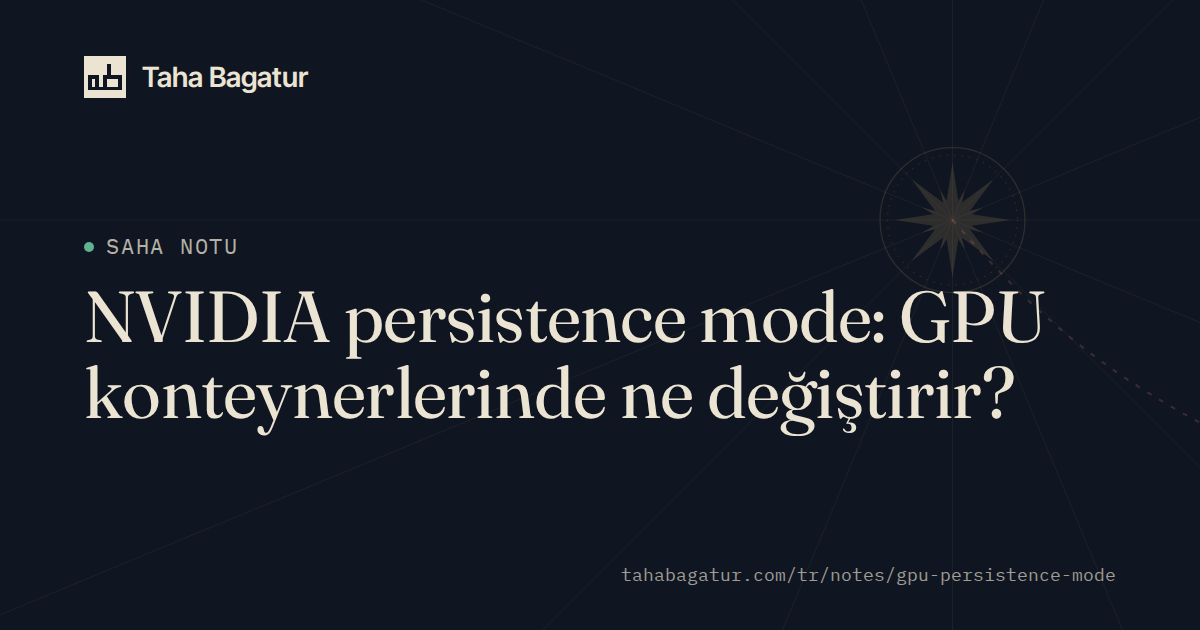 Taha Bagatur
SAHA NOTU
NVIDIA persistence mode: GPU
konteynerlerinde ne değiştirir?
tahabagatur.com/tr/notes/gpu-persistence-mode